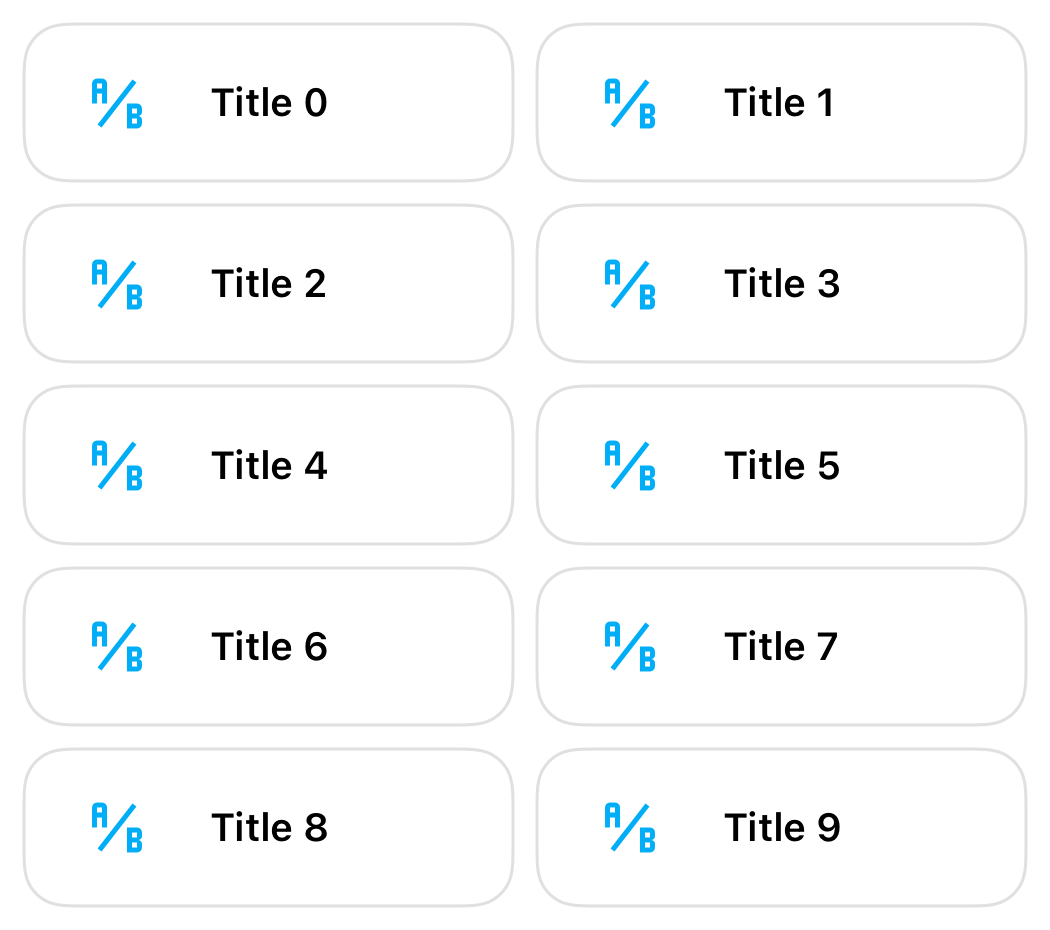 A/B Title 0
A/B Title 1
A/B Title 2
A/B Title 3
A/B Title 4
A/B Title 5
A/B Title 6
A/B Title 7
A/B Title 8
A/B Title 9